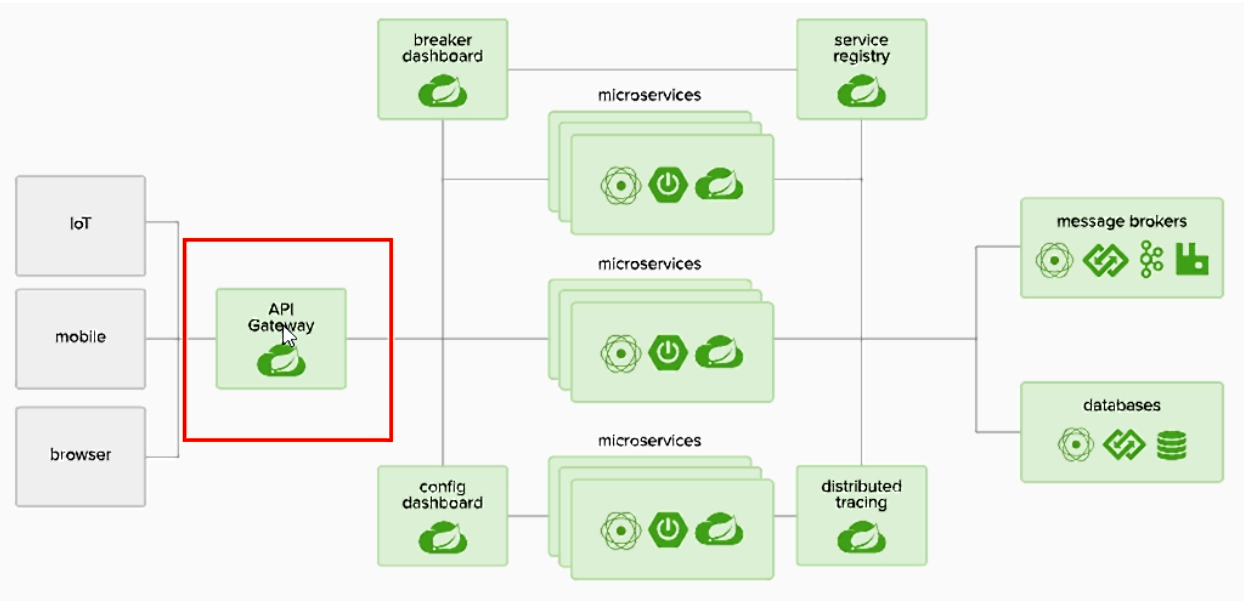 breaker
dashboard
service
registry
microservices
IoT
mobile
browser
API
Gateway
microservices
message brokers
databases
microservices
config
dashboard
distributed
tracing